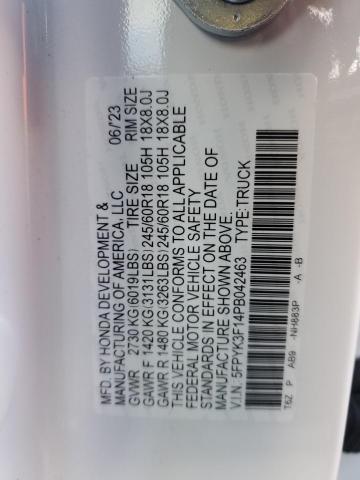 MFD. BY HONDA DEVELOPMENT &
MANUFACTURING OF AMERICA, LLC 06/23
GVWR 2730 KG(6019LBS) TIRE SIZE RIM SIZE
GAWR F 1420 KG(3131LBS) 245/60R18 105H 18X8.0J
GAWR R 1480 KG(3263LBS) 245/60R18 105H 18X8.0J
THIS VEHICLE CONFORMS TO ALL APPLICABLE
FEDERAL MOTOR VEHICLE SAFETY
STANDARDS IN EFFECT ON THE DATE OF
MANUFACTURE SHOWN ABOVE.
V.I.N. 5FPYK3F14PB042463 TYPE:TRUCK
T6Z P AB9 -NH883P -A -B